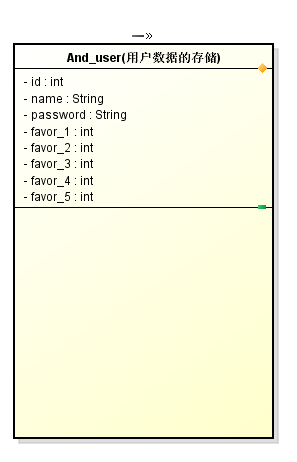 —»
And_user(用户数据的存储)
- id : int
- name : String
- password : String
- favor_1 : int
- favor_2 : int
- favor_3 : int
- favor_4 : int
- favor_5 : int